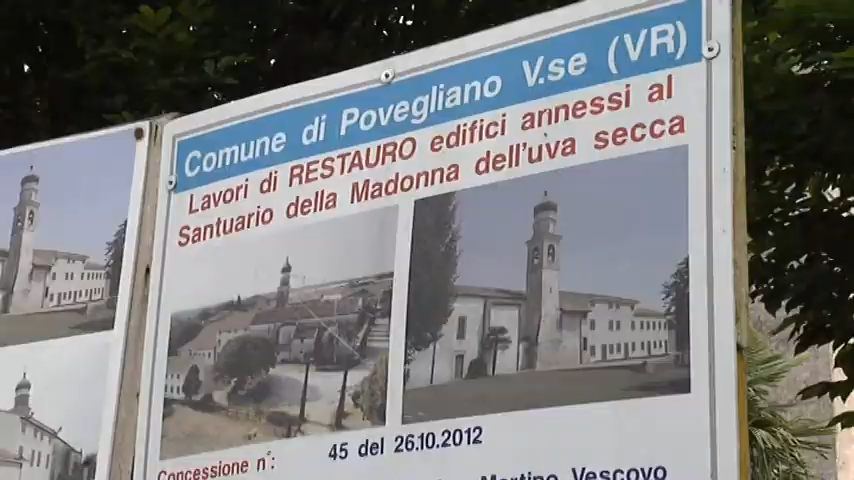 Comune di Povegliano V.se (VR)
Lavori di RESTAURO edifici annessi al
Santuario della Madonna dell'uva secca
Concessione n°: 45 del 26.10.2012
Martino Vescovo